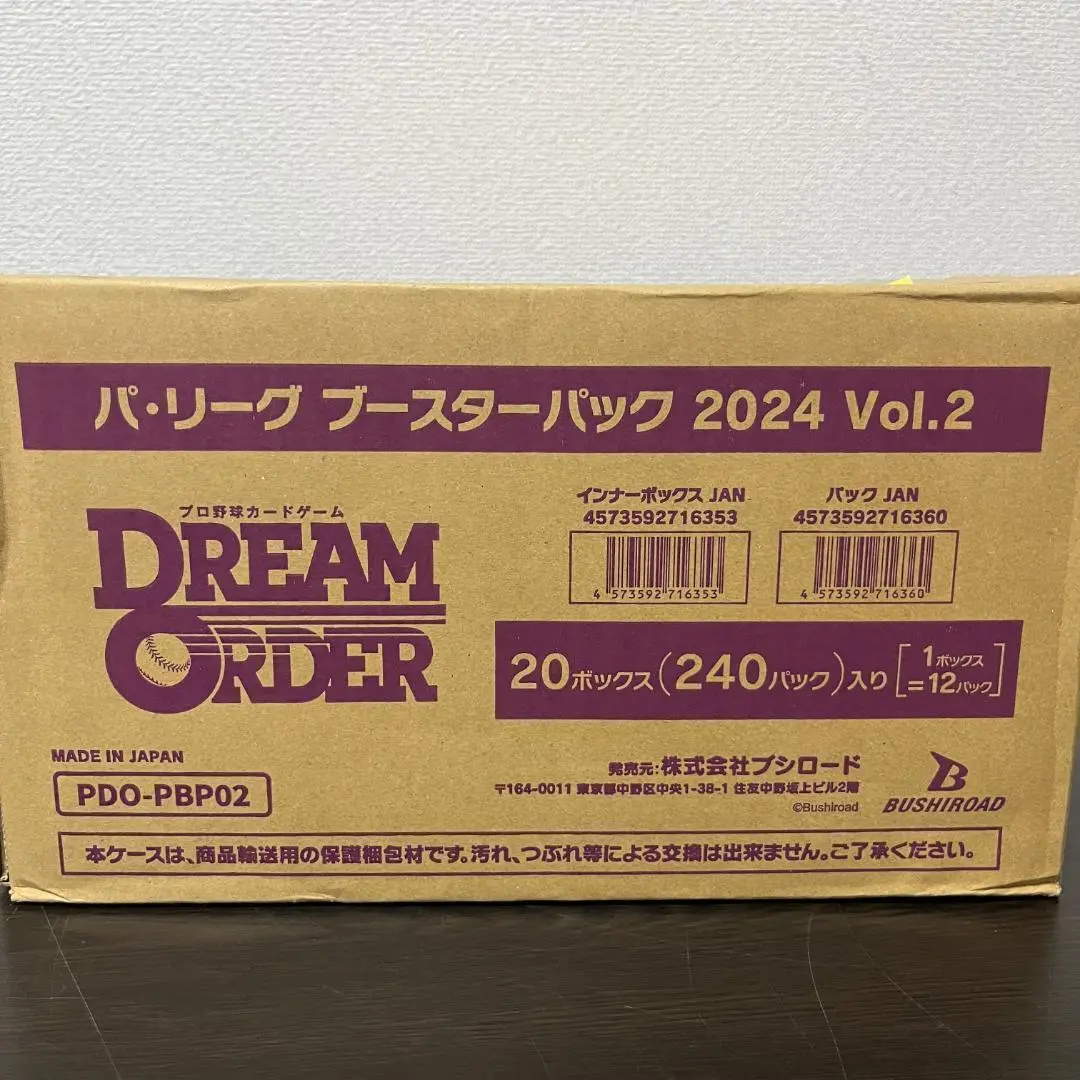 パ・リーグ ブースターパック 2024 Vol.2
プロ野球カードゲーム
DREAM
ORDER
インナーボックス JAN
4573592716353
4 573592 716353
パック JAN
4573592716360
4 573592 716360
20ボックス(240パック)入り[1ボックス=12パック]
MADE IN JAPAN
PDO-PBP02
発売元:株式会社ブシロード
〒164-0011 東京都中野区中央1-38-1 住友中野坂上ビル2階
©Bushiroad
B
BUSHIROAD
本ケースは、商品輸送用の保護梱包材です。汚れ、つぶれ等による交換は出来ません。ご了承ください。